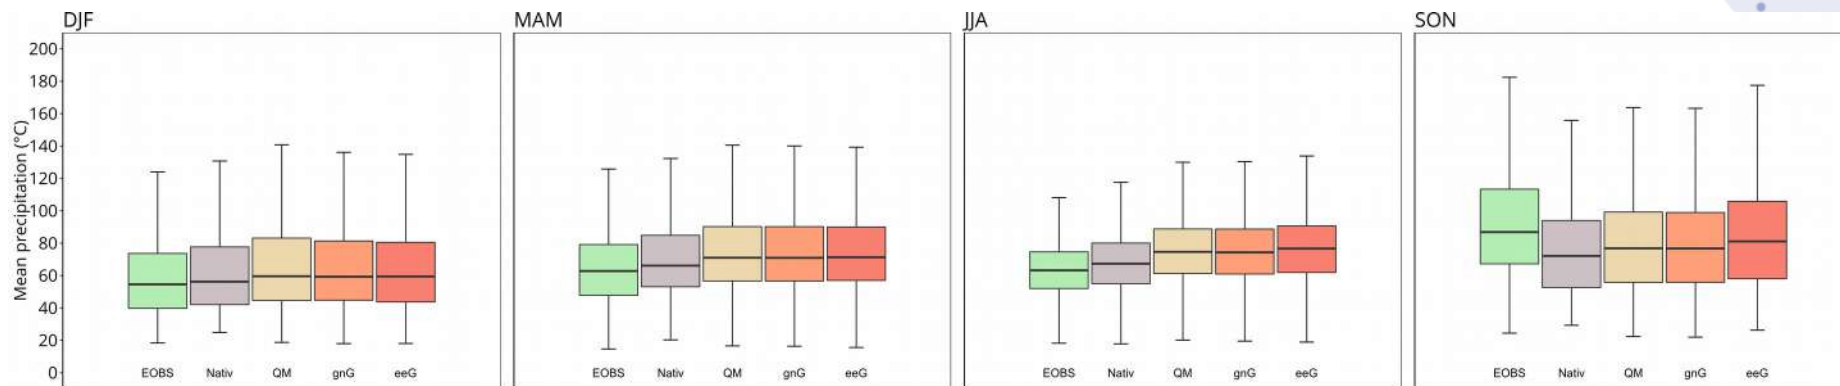 DJF
MAM
JJA
SON
Mean precipitation (°C)
200
180
160
140
120
100
80
60
40
20
0
EOBS Nativ QM gnG eeG
EOBS Nativ QM gnG eeG
EOBS Nativ QM gnG eeG
EOBS Nativ QM gnG eeG